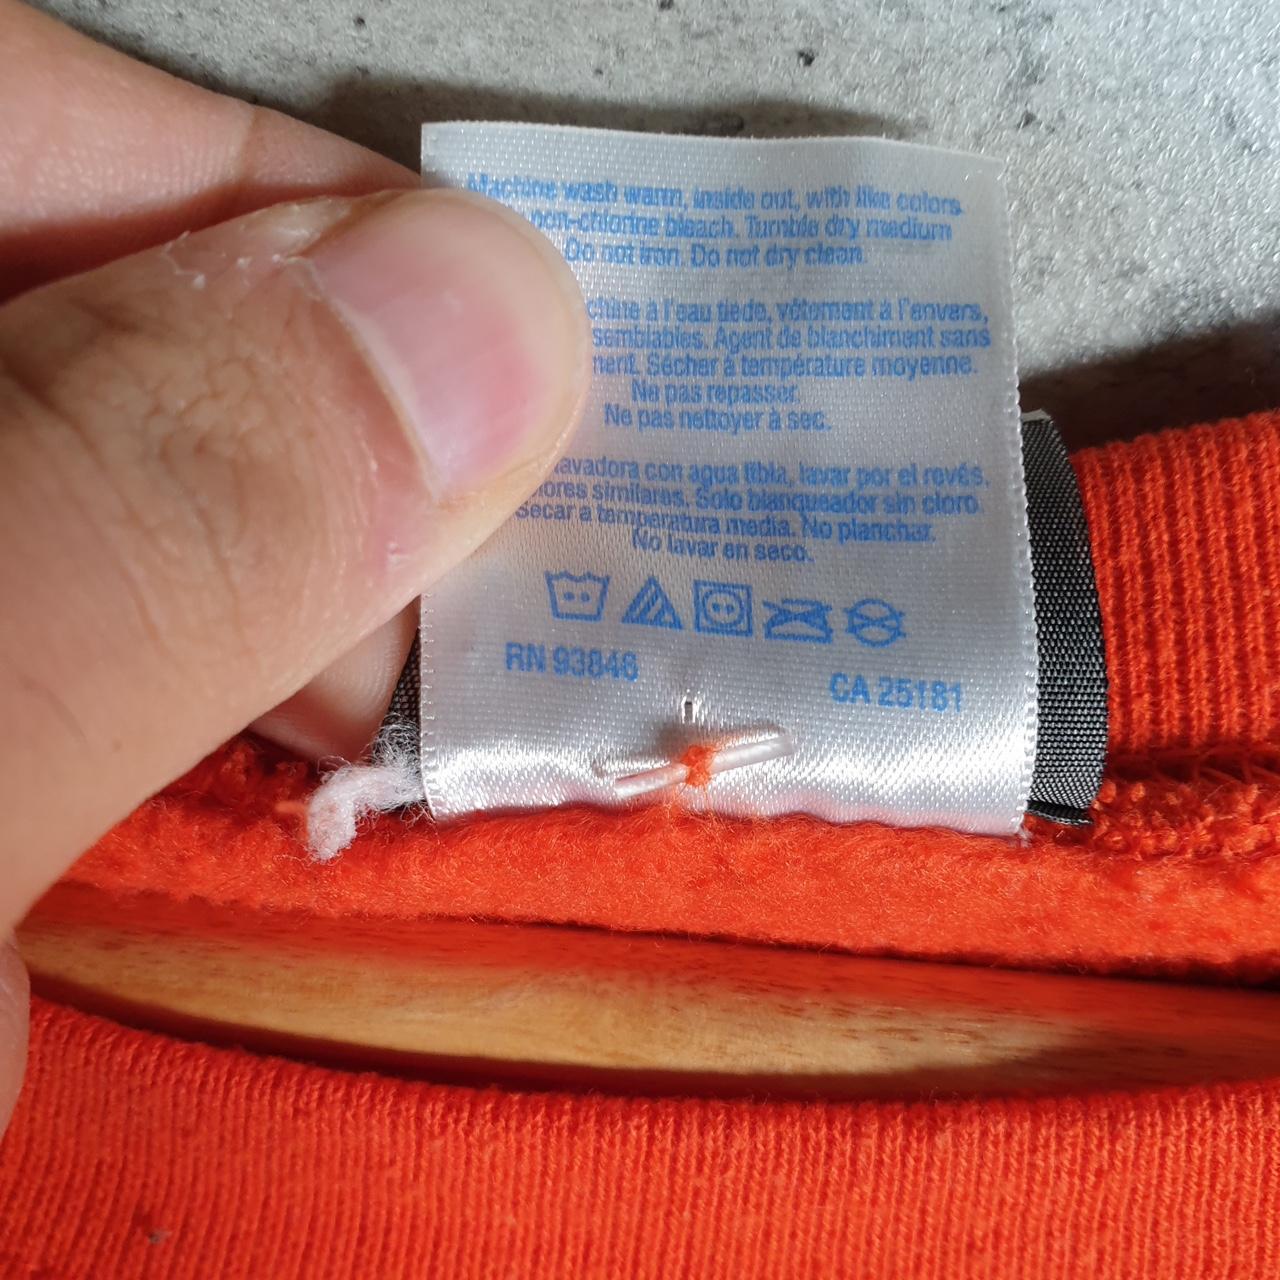 Machine wash warm, inside out, with like colors.
non-chlorine bleach. Tumble dry medium
Do not iron. Do not dry clean.
à l'eau tiède, vêtement à l'envers,
semblables. Agent de blanchiment sans
Sécher à température moyenne.
Ne pas repasser.
Ne pas nettoyer à sec.
lavadora con agua tibia, lavar por el revés.
similares. Solo blanqueador sin cloro
Secar a temperatura media. No planchar.
No lavar en seco.
RN 93846
CA 25181